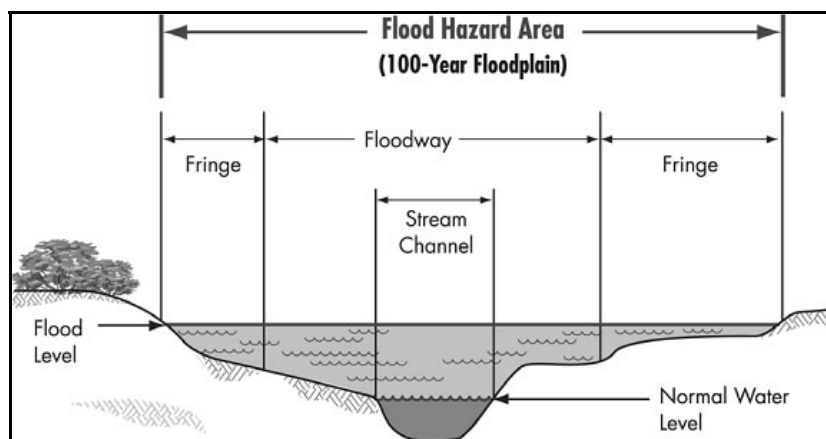 Flood Hazard Area
(100-Year Floodplain)
Floodway
Fringe
Fringe
Stream
Channel
Flood
Level
Normal Water
Level